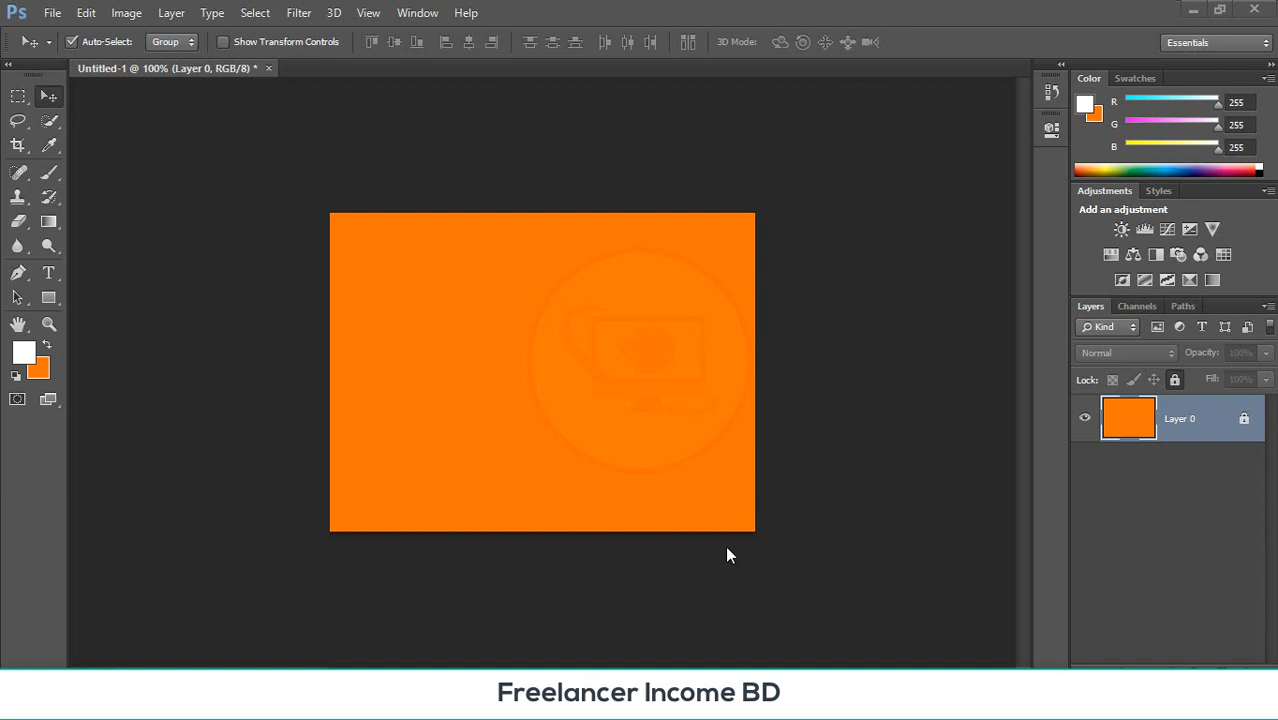 Ps File Edit Image Layer Type Select Filter 3D View Window Help
Auto-Select: Group Show Transform Controls 3D Mode: Essentials
Untitled-1 @ 100% (Layer 0, RGB/8) * ×
Color Swatches
R 255
G 255
B 255
Adjustments Styles
Add an adjustment
Layers Channels Paths
Kind
Normal Opacity: 100%
Lock: Fill: 100%
Layer 0
Freelancer Income BD